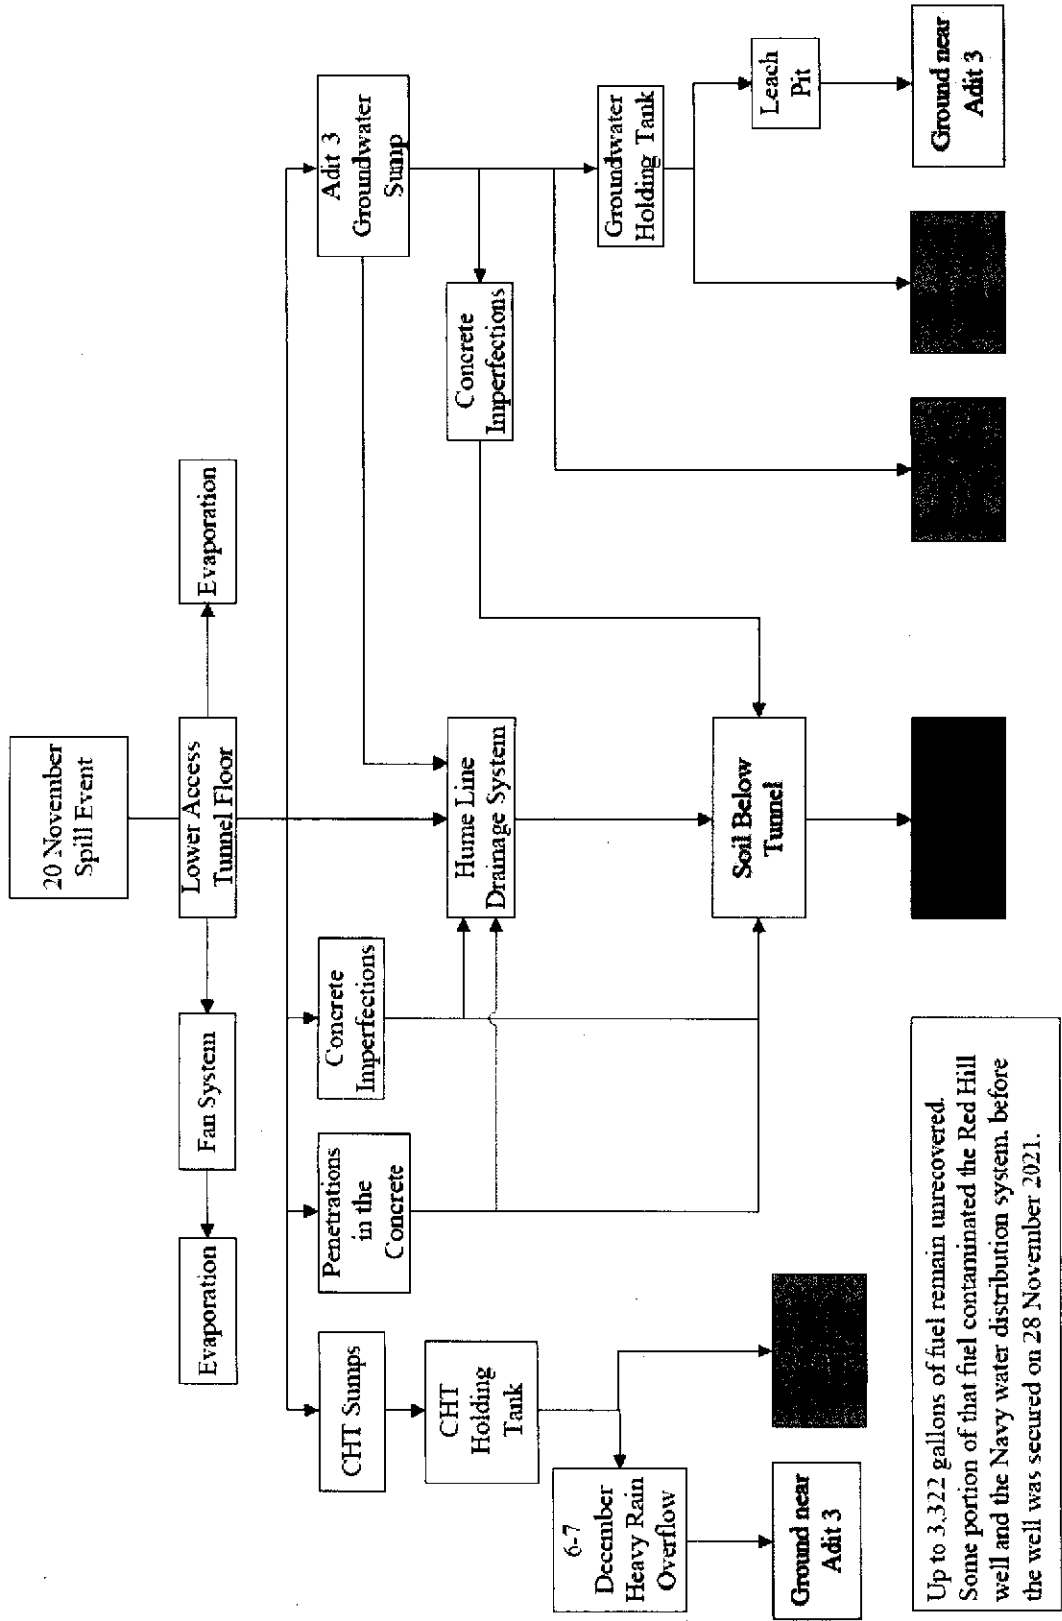 20 November
Spill Event
Evaporation
Fan System
Lower Access
Tunnel Floor
Evaporation
CHT Sumps
Penetrations
in the
Concrete
Concrete
Imperfections
Adit 3
Groundwater
Sump
CHT
Holding
Tank
Hume Line
Drainage System
Concrete
Imperfections
Groundwater
Holding Tank
6-7
December
Heavy Rain
Overflow
Soil Below
Tunnel
Leach
Pit
Ground near
Adit 3
Ground near
Adit 3
Up to 3,322 gallons of fuel remain unrecovered.
Some portion of that fuel contaminated the Red Hill
well and the Navy water distribution system, before
the well was secured on 28 November 2021.